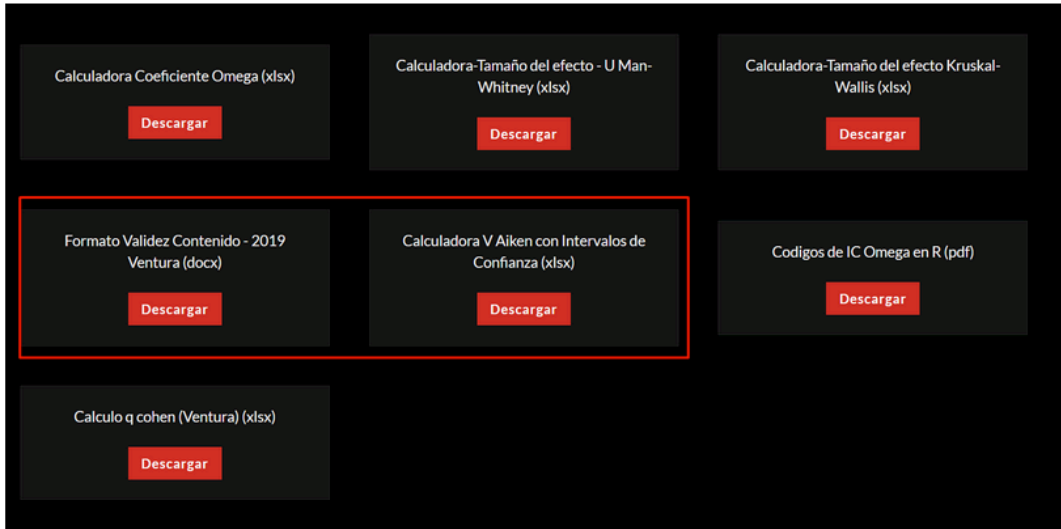 Calculadora Coeficiente Omega (xlsx)
Descargar
Calculadora-Tamaño del efecto - U Man-
Whitney (xlsx)
Descargar
Calculadora-Tamaño del efecto Kruskal-
Wallis (xlsx)
Descargar
Formato Validez Contenido - 2019
Ventura (docx)
Descargar
Calculadora V Aiken con Intervalos de
Confianza (xlsx)
Descargar
Codigos de IC Omega en R (pdf)
Descargar
Calculo q cohen (Ventura) (xlsx)
Descargar